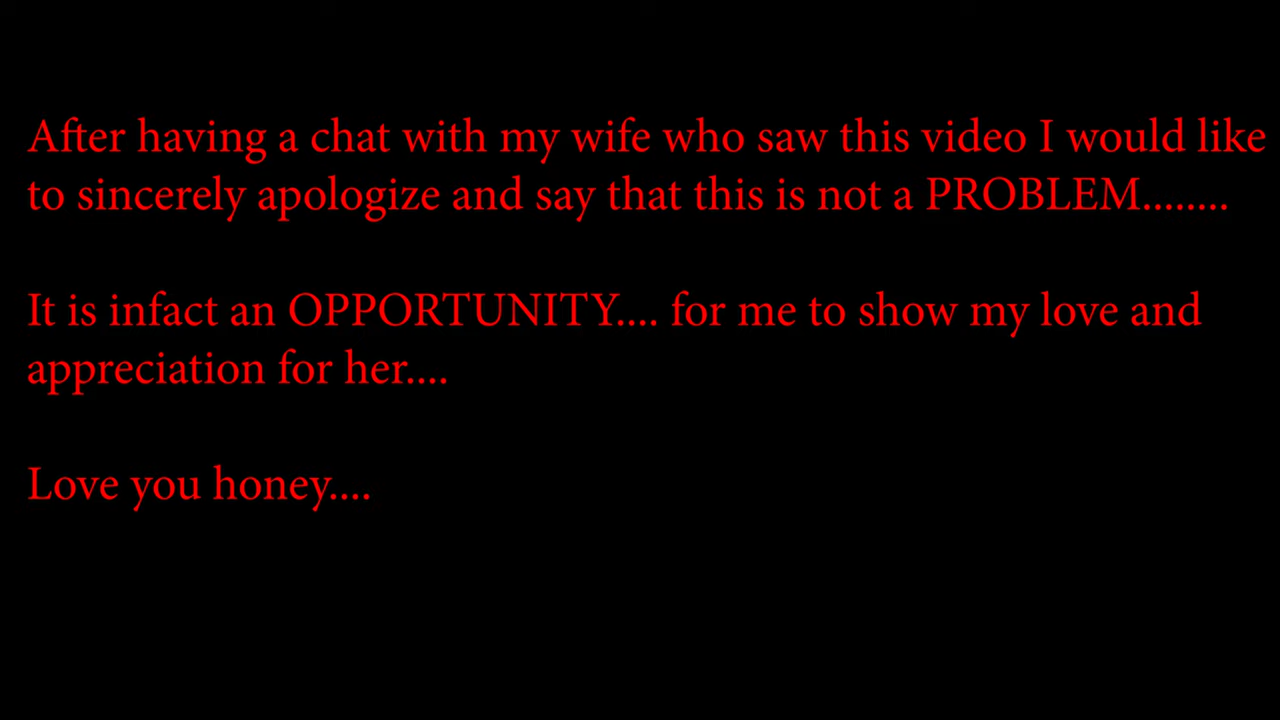 After having a chat with my wife who saw this video I would like
to sincerely apologize and say that this is not a PROBLEM........
It is infact an OPPORTUNITY.... for me to show my love and
appreciation for her....
Love you honey....